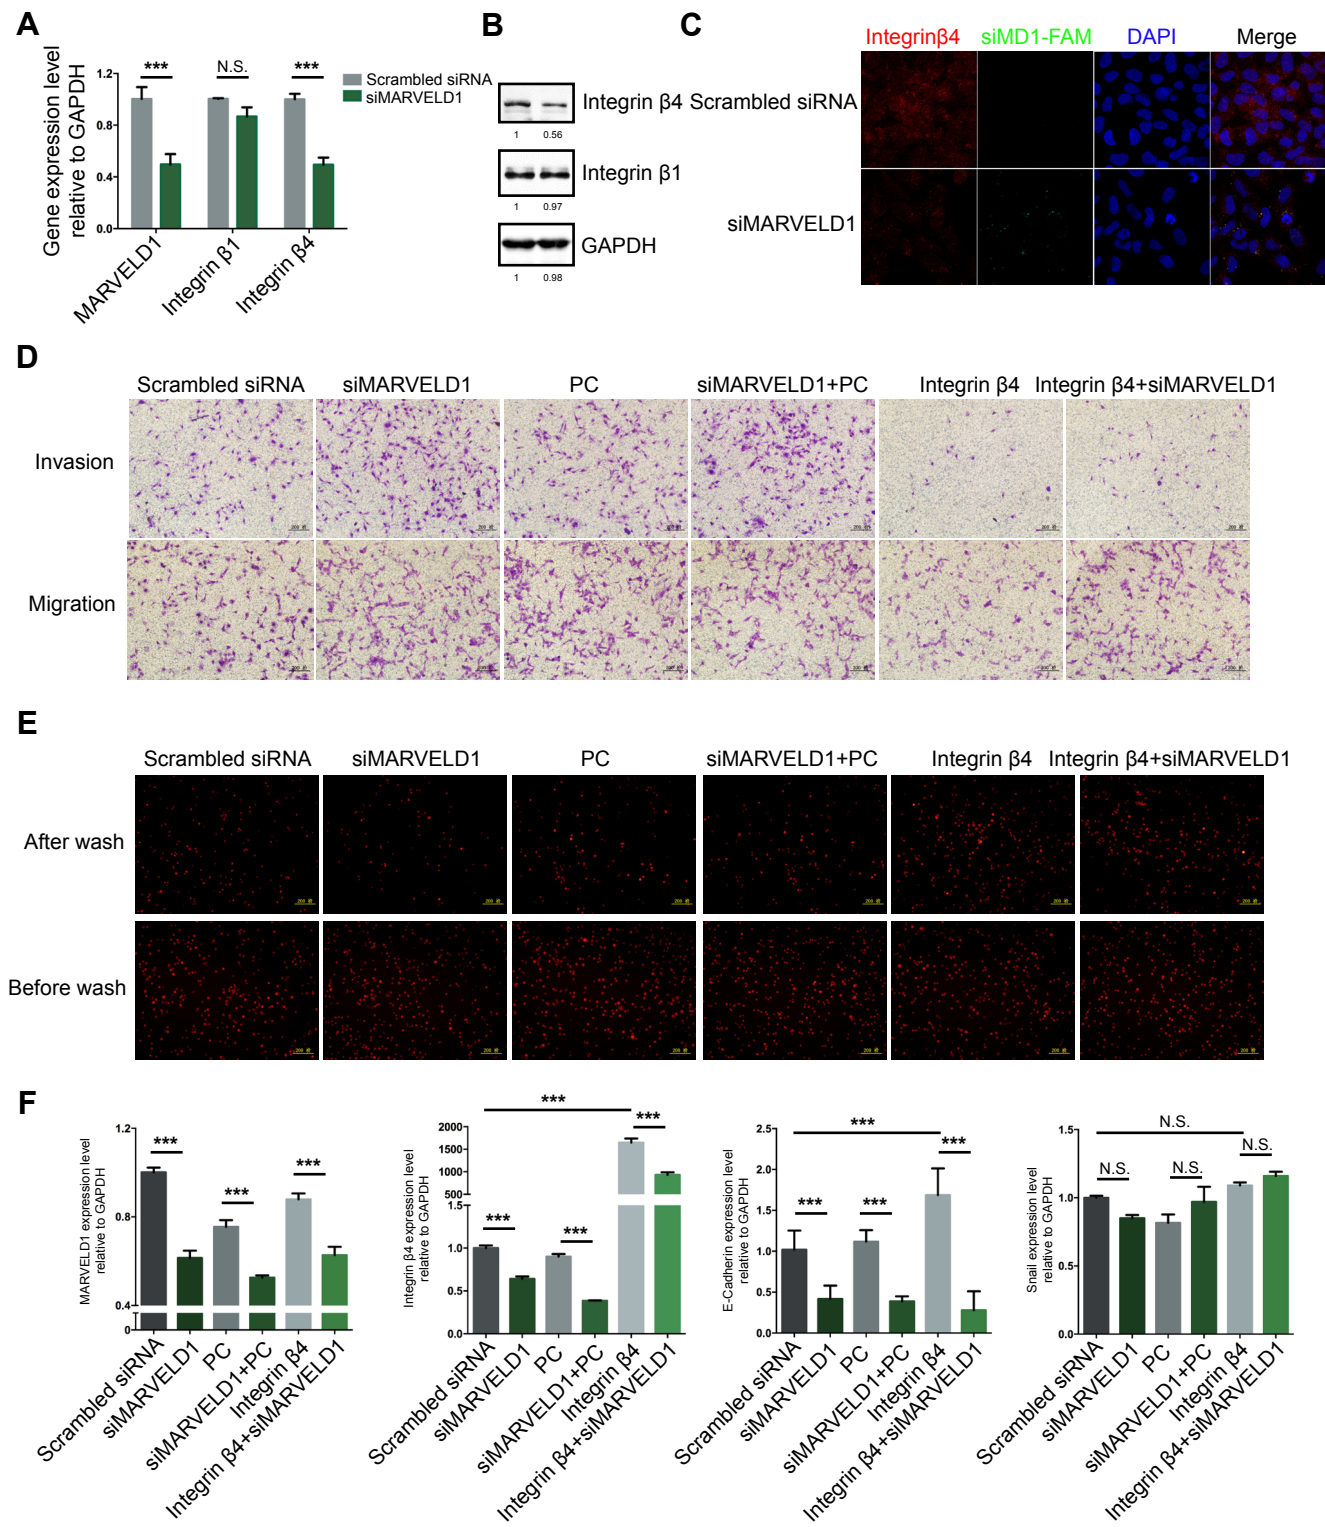 A
Gene expression level
relative to GAPDH
1.2
0.8
0.4
0.0
***
N.S.
***
Scrambled siRNA
siMARVELD1
MARVELD1
Integrin β1
Integrin β4
B
Integrin β4
1 0.56
Integrin β1
1 0.97
GAPDH
1 0.98
C
Integrinβ4 siMD1-FAM DAPI Merge
Scrambled siRNA
siMARVELD1
D
Scrambled siRNA siMARVELD1 PC siMARVELD1+PC Integrin β4 Integrin β4+siMARVELD1
Invasion
Migration
E
Scrambled siRNA siMARVELD1 PC siMARVELD1+PC Integrin β4 Integrin β4+siMARVELD1
After wash
Before wash
F
MARVELD1 expression level
relative to GAPDH
1.2
0.8
0.4
0
***
***
***
Scrambled siRNA
siMARVELD1
PC
siMARVELD1+PC
Integrin β4
Integrin β4+siMARVELD1
Integrin β4 expression level
relative to GAPDH
2000
1500
1000
500
1.5
1.0
0.5
0.0
***
***
***
***
Scrambled siRNA
siMARVELD1
PC
siMARVELD1+PC
Integrin β4
Integrin β4+siMARVELD1
E-Cadherin expression level
relative to GAPDH
2.5
2.0
1.5
1.0
0.5
0.0
***
***
***
***
Scrambled siRNA
siMARVELD1
PC
siMARVELD1+PC
Integrin β4
Integrin β4+siMARVELD1
Snail expression level
relative to GAPDH
1.5
1.0
0.5
0.0
N.S.
N.S.
N.S.
N.S.
Scrambled siRNA
siMARVELD1
PC
siMARVELD1+PC
Integrin β4
Integrin β4+siMARVELD1